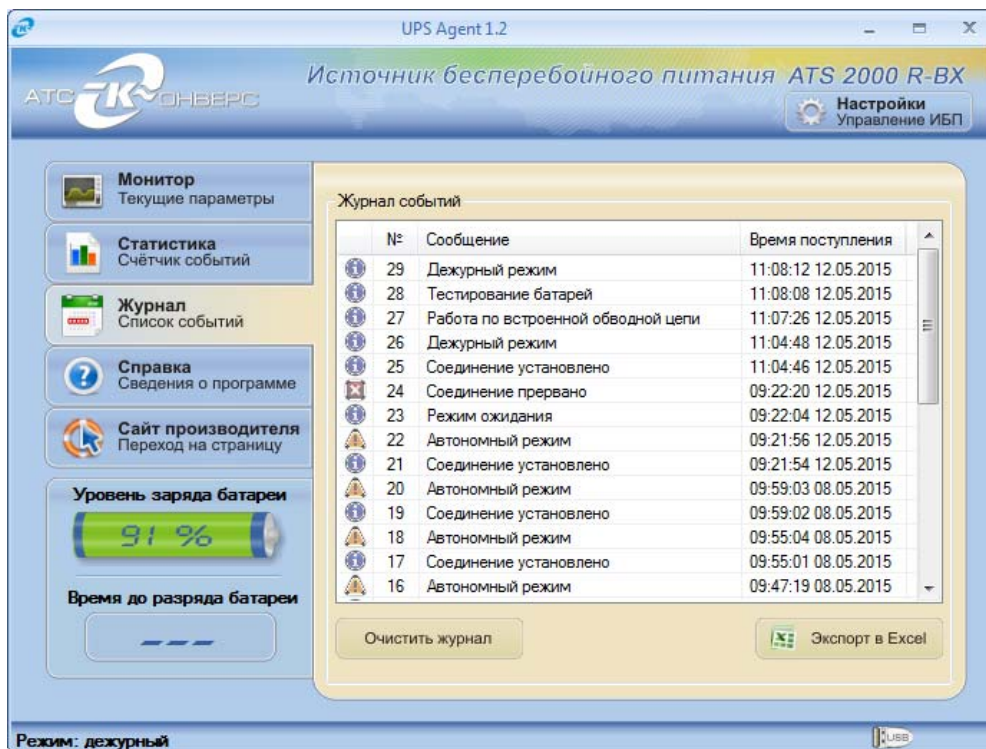 UPS Agent 1.2
АТС К-ОНВЕРС
Источник бесперебойного питания ATS 2000 R-BX
Настройки
Управление ИБП
Монитор
Текущие параметры
Статистика
Счётчик событий
Журнал
Список событий
Справка
Сведения о программе
Сайт производителя
Переход на страницу
Уровень заряда батареи
91 %
Время до разряда батареи
---
Журнал событий
№ Сообщение Время поступления
29 Дежурный режим 11:08:12 12.05.2015
28 Тестирование батарей 11:08:08 12.05.2015
27 Работа по встроенной обводной цепи 11:07:26 12.05.2015
26 Дежурный режим 11:04:48 12.05.2015
25 Соединение установлено 11:04:46 12.05.2015
24 Соединение прервано 09:22:20 12.05.2015
23 Режим ожидания 09:22:04 12.05.2015
22 Автономный режим 09:21:56 12.05.2015
21 Соединение установлено 09:21:54 12.05.2015
20 Автономный режим 09:59:03 08.05.2015
19 Соединение установлено 09:59:02 08.05.2015
18 Автономный режим 09:55:04 08.05.2015
17 Соединение установлено 09:55:01 08.05.2015
16 Автономный режим 09:47:19 08.05.2015
Очистить журнал
Экспорт в Excel
Режим: дежурный
USB